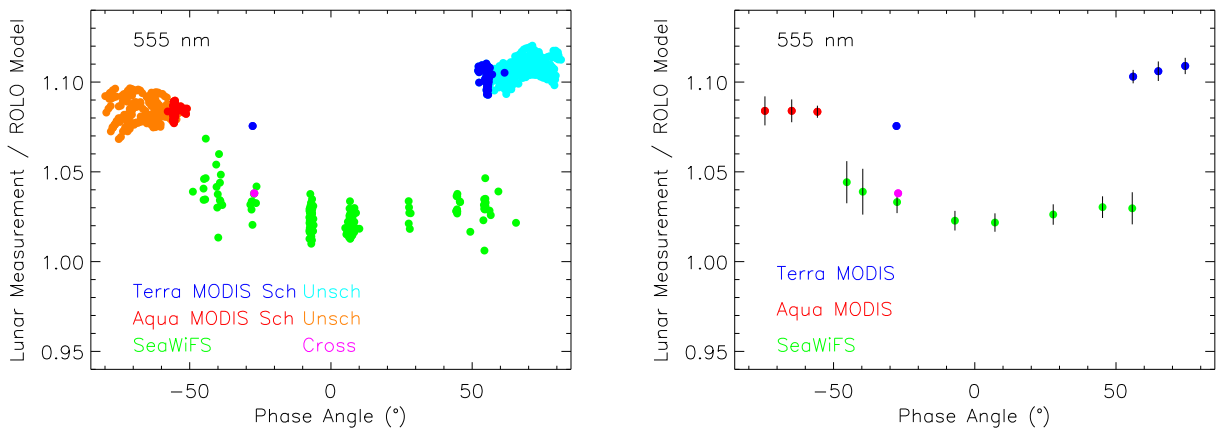 555 nm
Lunar Measurement / ROLO Model
1.10
1.05
1.00
0.95
Terra MODIS Sch Unsch
Aqua MODIS Sch Unsch
SeaWiFS Cross
−50 0 50
Phase Angle (°)
555 nm
Lunar Measurement / ROLO Model
1.10
1.05
1.00
0.95
Terra MODIS
Aqua MODIS
SeaWiFS
−50 0 50
Phase Angle (°)